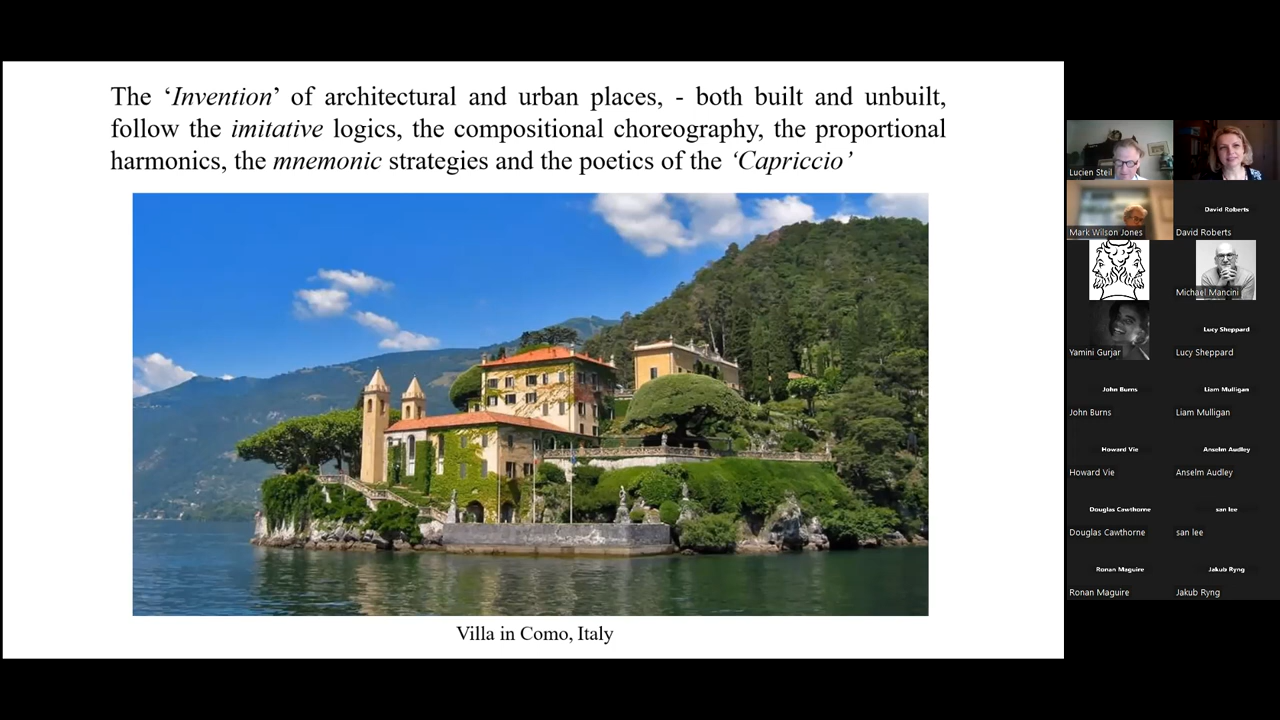 The ‘Invention’ of architectural and urban places, - both built and unbuilt,
follow the imitative logics, the compositional choreography, the proportional
harmonics, the mnemonic strategies and the poetics of the ‘Capriccio’
Villa in Como, Italy
Lucien Steil
Mark Wilson Jones
David Roberts
David Roberts
Michael Mancini
Yamini Gurjar
Lucy Sheppard
Lucy Sheppard
John Burns
John Burns
Liam Mulligan
Liam Mulligan
Howard Vie
Howard Vie
Anselm Audley
Anselm Audley
Douglas Cawthorne
Douglas Cawthorne
san lee
san lee
Ronan Maguire
Ronan Maguire
Jakub Ryng
Jakub Ryng